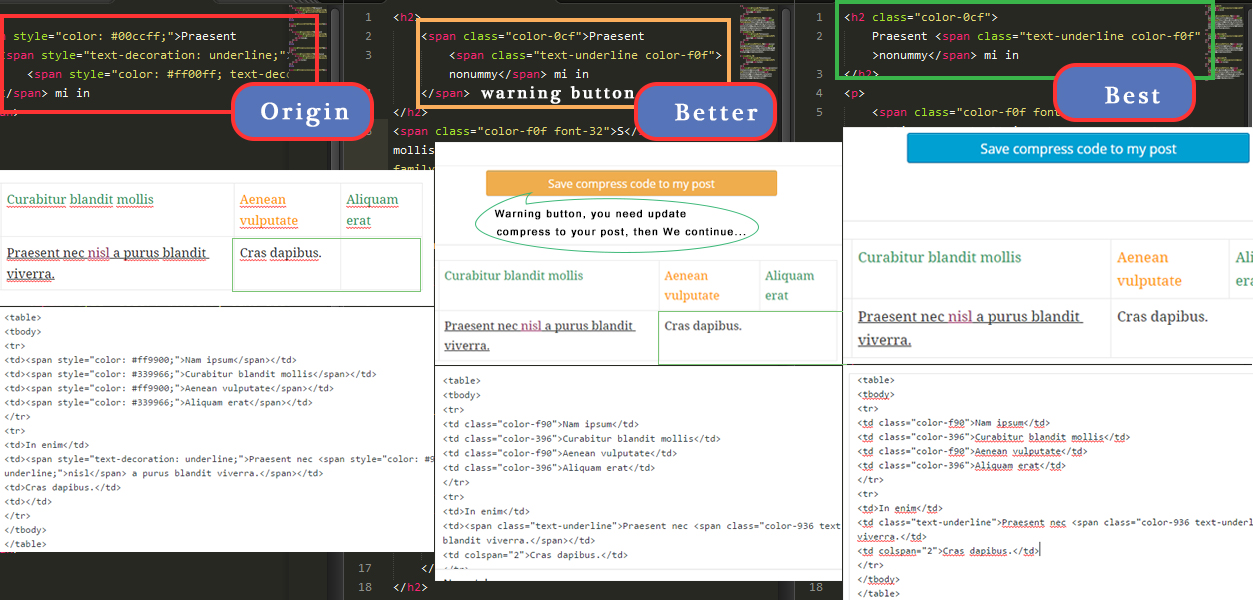 style="color: #00ccff;">Praesent
span style="text-decoration: underline;"
<span style="color: #ff00ff; text-dec
</span> mi in
Origin
Curabitur blandit mollis
Aenean
vulputate
Aliquam
erat
Praesent nec nisl a purus blandit
viverra.
Cras dapibus.
<table>
<tbody>
<tr>
<td><span style="color: #ff9900;">Nam ipsum</span></td>
<td><span style="color: #339966;">Curabitur blandit mollis</span></td>
<td><span style="color: #ff9900;">Aenean vulputate</span></td>
<td><span style="color: #339966;">Aliquam erat</span></td>
</tr>
<tr>
<td>In enim</td>
<td><span style="text-decoration: underline;">Praesent nec <span style="color: #9
underline;">nisl</span> a purus blandit viverra.</span></td>
<td>Cras dapibus.</td>
<td></td>
</tr>
</tbody>
</table>
1 <h2>
2 <span class="color-0cf">Praesent
3 <span class="text-underline color-f0f">
nonummy</span> mi in
</span> warning button
Better
</h2>
<span class="color-f0f font-32">S</
mollis
family
Save compress code to my post
Warning button, you need update
compress to your post, then We continue...
Curabitur blandit mollis
Aenean
vulputate
Aliquam
erat
Praesent nec nisl a purus blandit
viverra.
Cras dapibus.
<table>
<tbody>
<tr>
<td class="color-f90">Nam ipsum</td>
<td class="color-396">Curabitur blandit mollis</td>
<td class="color-f90">Aenean vulputate</td>
<td class="color-396">Aliquam erat</td>
</tr>
<tr>
<td>In enim</td>
<td><span class="text-underline">Praesent nec <span class="color-936 text
blandit viverra.</span></td>
<td colspan="2">Cras dapibus.</td>
17 </
18 </h2>
1 <h2 class="color-0cf">
2 Praesent <span class="text-underline color-f0f"
>nonummy</span> mi in
3 </h2>
4 <p>
5 <span class="color-f0f font
Best
Save compress code to my post
Curabitur blandit mollis
Aenean
vulputate
Ali
era
Praesent nec nisl a purus blandit
viverra.
Cras dapibus.
<table>
<tbody>
<tr>
<td class="color-f90">Nam ipsum</td>
<td class="color-396">Curabitur blandit mollis</td>
<td class="color-f90">Aenean vulputate</td>
<td class="color-396">Aliquam erat</td>
</tr>
<tr>
<td>In enim</td>
<td class="text-underline">Praesent nec <span class="color-936 text-underl
viverra.</td>
<td colspan="2">Cras dapibus.</td>
</tr>
</tbody>
</table>
18